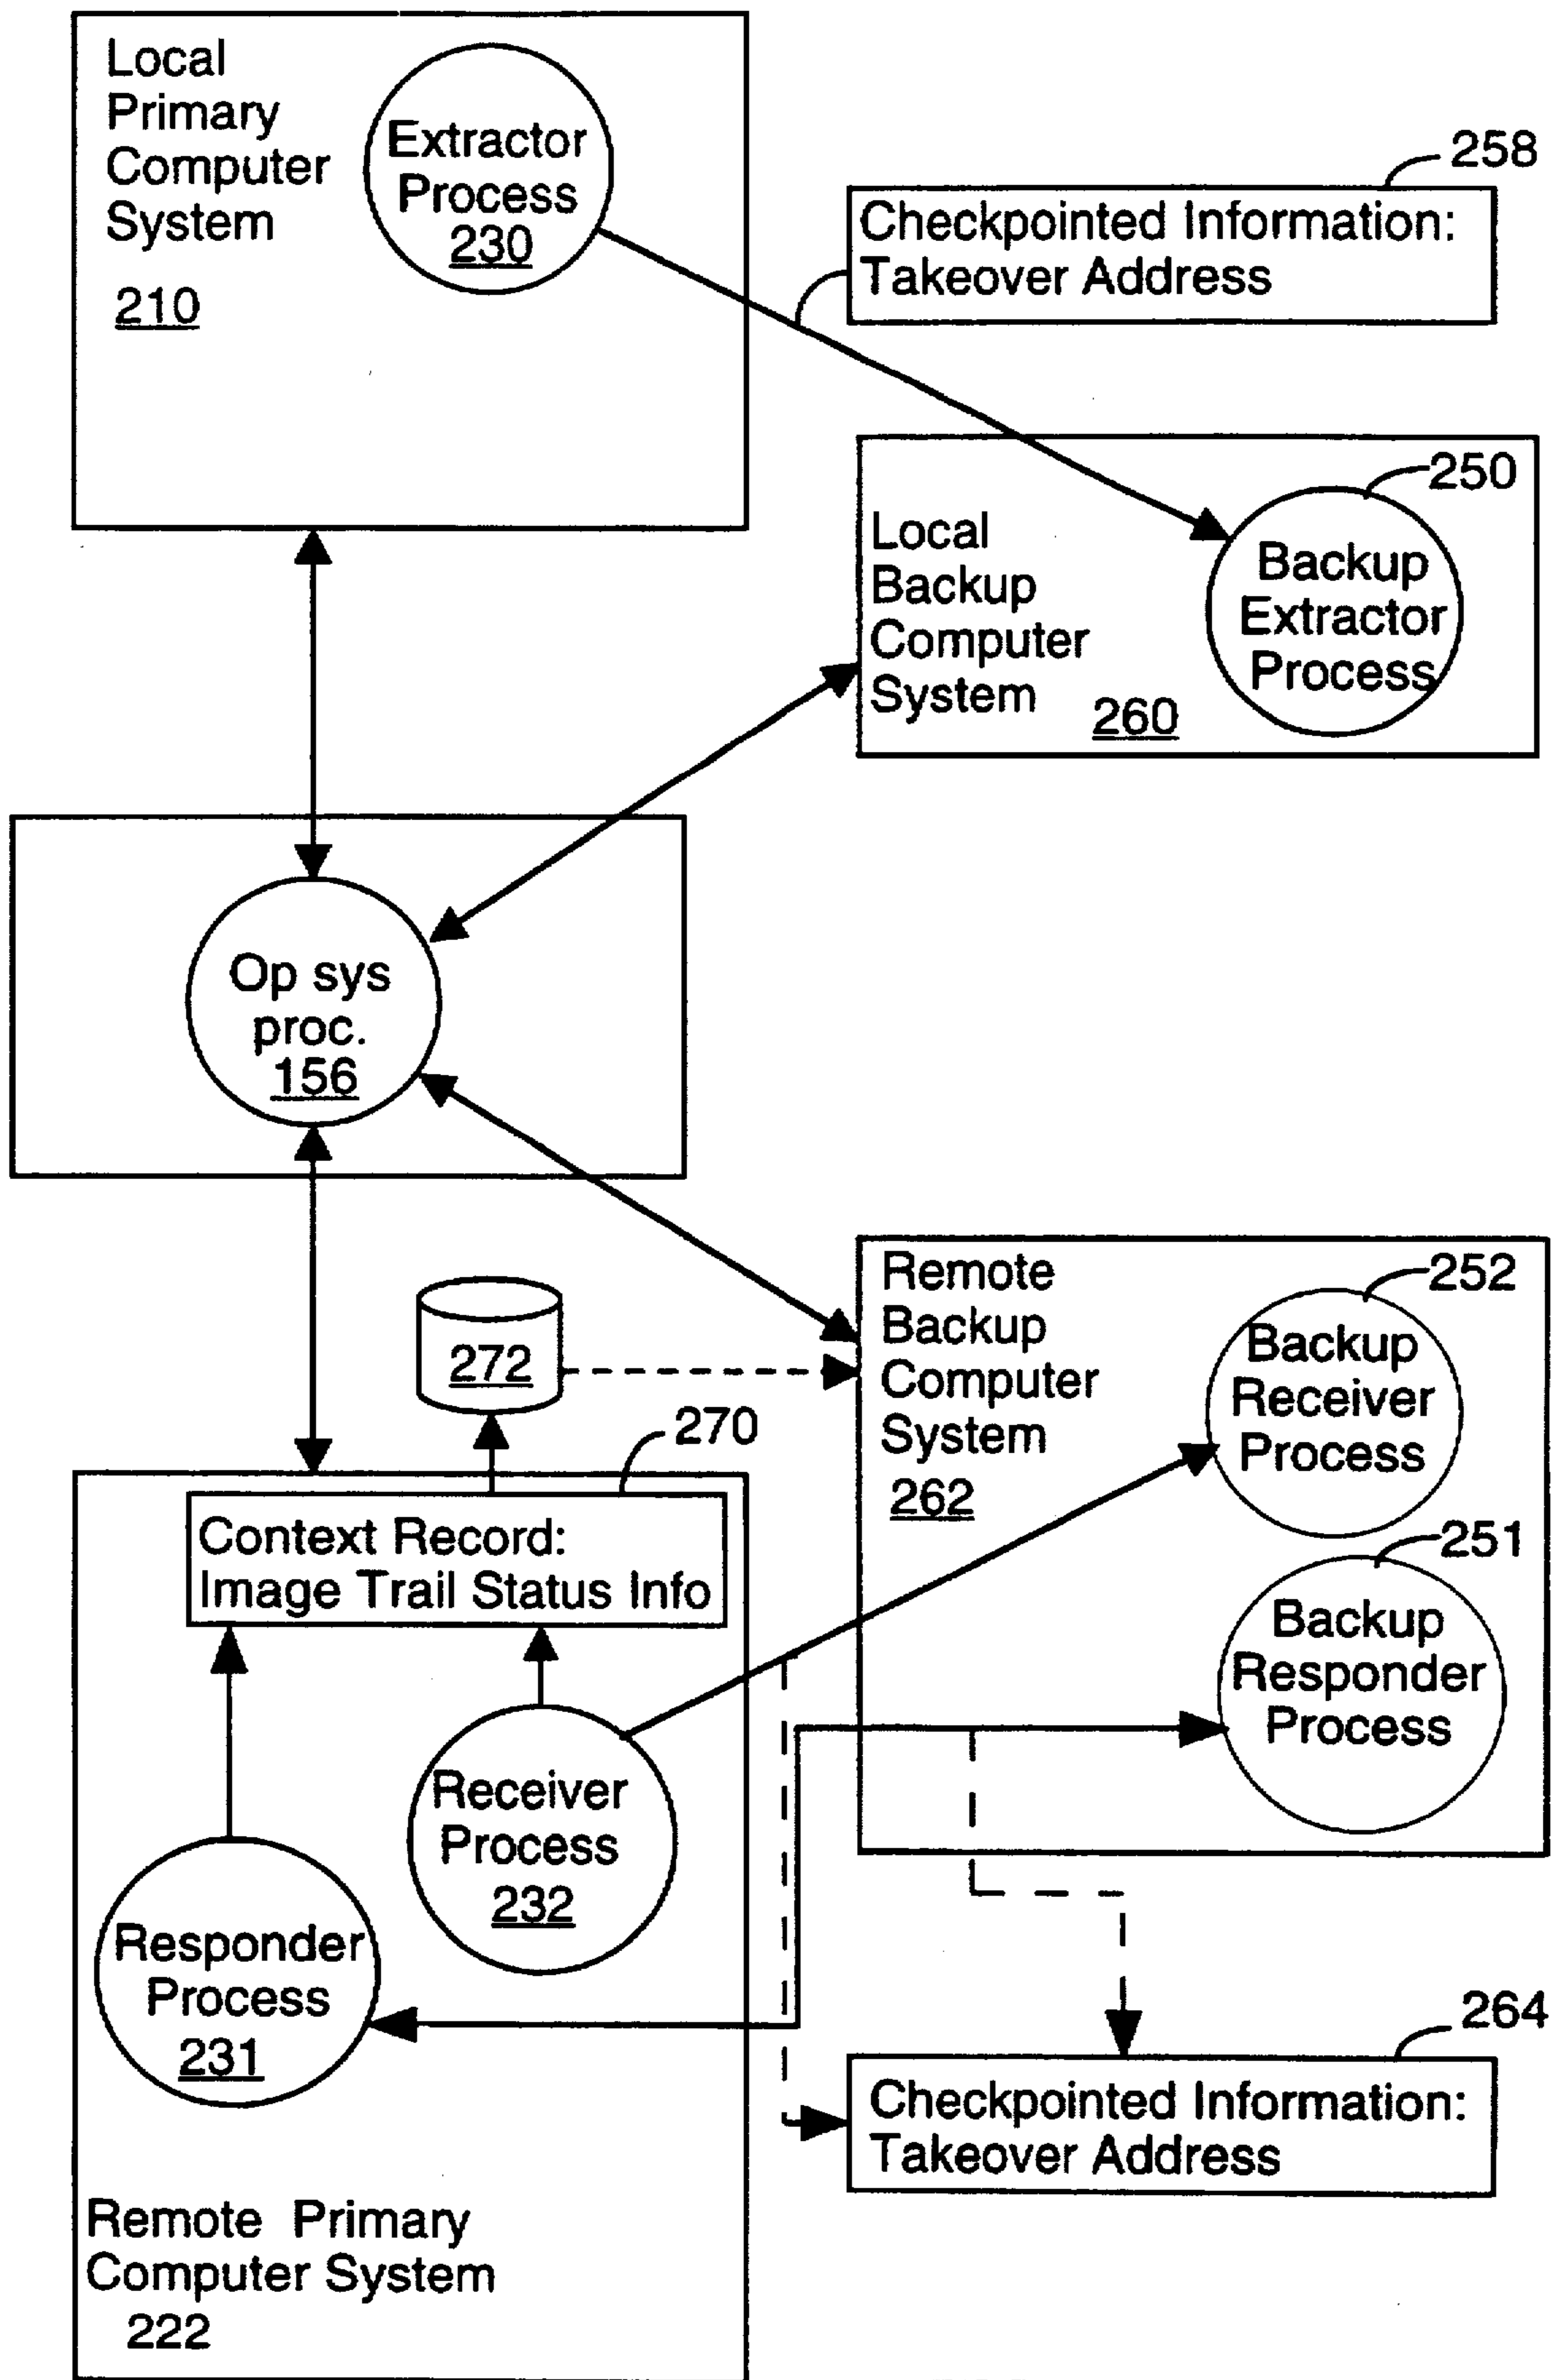 Local
Primary
Computer
System
210
Extractor
Process
230
258
Checkpointed Information:
Takeover Address
250
Local
Backup
Computer
System
260
Backup
Extractor
Process
Op sys
proc.
156
272
270
Remote
Backup
Computer
System
262
252
Backup
Receiver
Process
251
Backup
Responder
Process
Context Record:
Image Trail Status Info
Receiver
Process
232
Responder
Process
231
264
Checkpointed Information:
Takeover Address
Remote Primary
Computer System
222